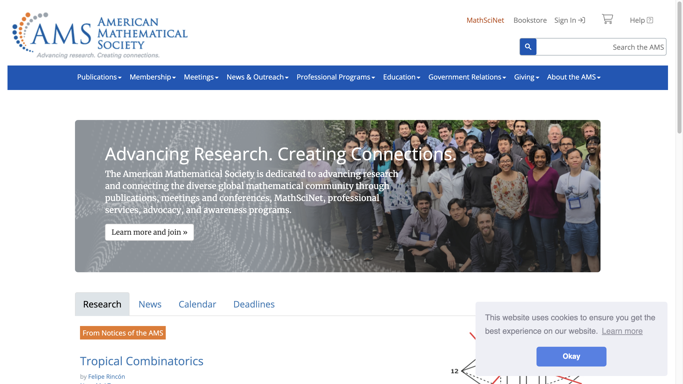 AMS AMERICAN
MATHEMATICAL
SOCIETY
Advancing research. Creating connections.
MathSciNet Bookstore Sign In Help
Search the AMS
Publications Membership Meetings News & Outreach Professional Programs Education Government Relations Giving About the AMS
Advancing Research. Creating Connections.
The American Mathematical Society is dedicated to advancing research
and connecting the diverse global mathematical community through
publications, meetings and conferences, MathSciNet, professional
services, advocacy, and awareness programs.
Learn more and join »
Research News Calendar Deadlines
From Notices of the AMS
Tropical Combinatorics
by Felipe Rincón
12
This website uses cookies to ensure you get the
best experience on our website. Learn more
Okay